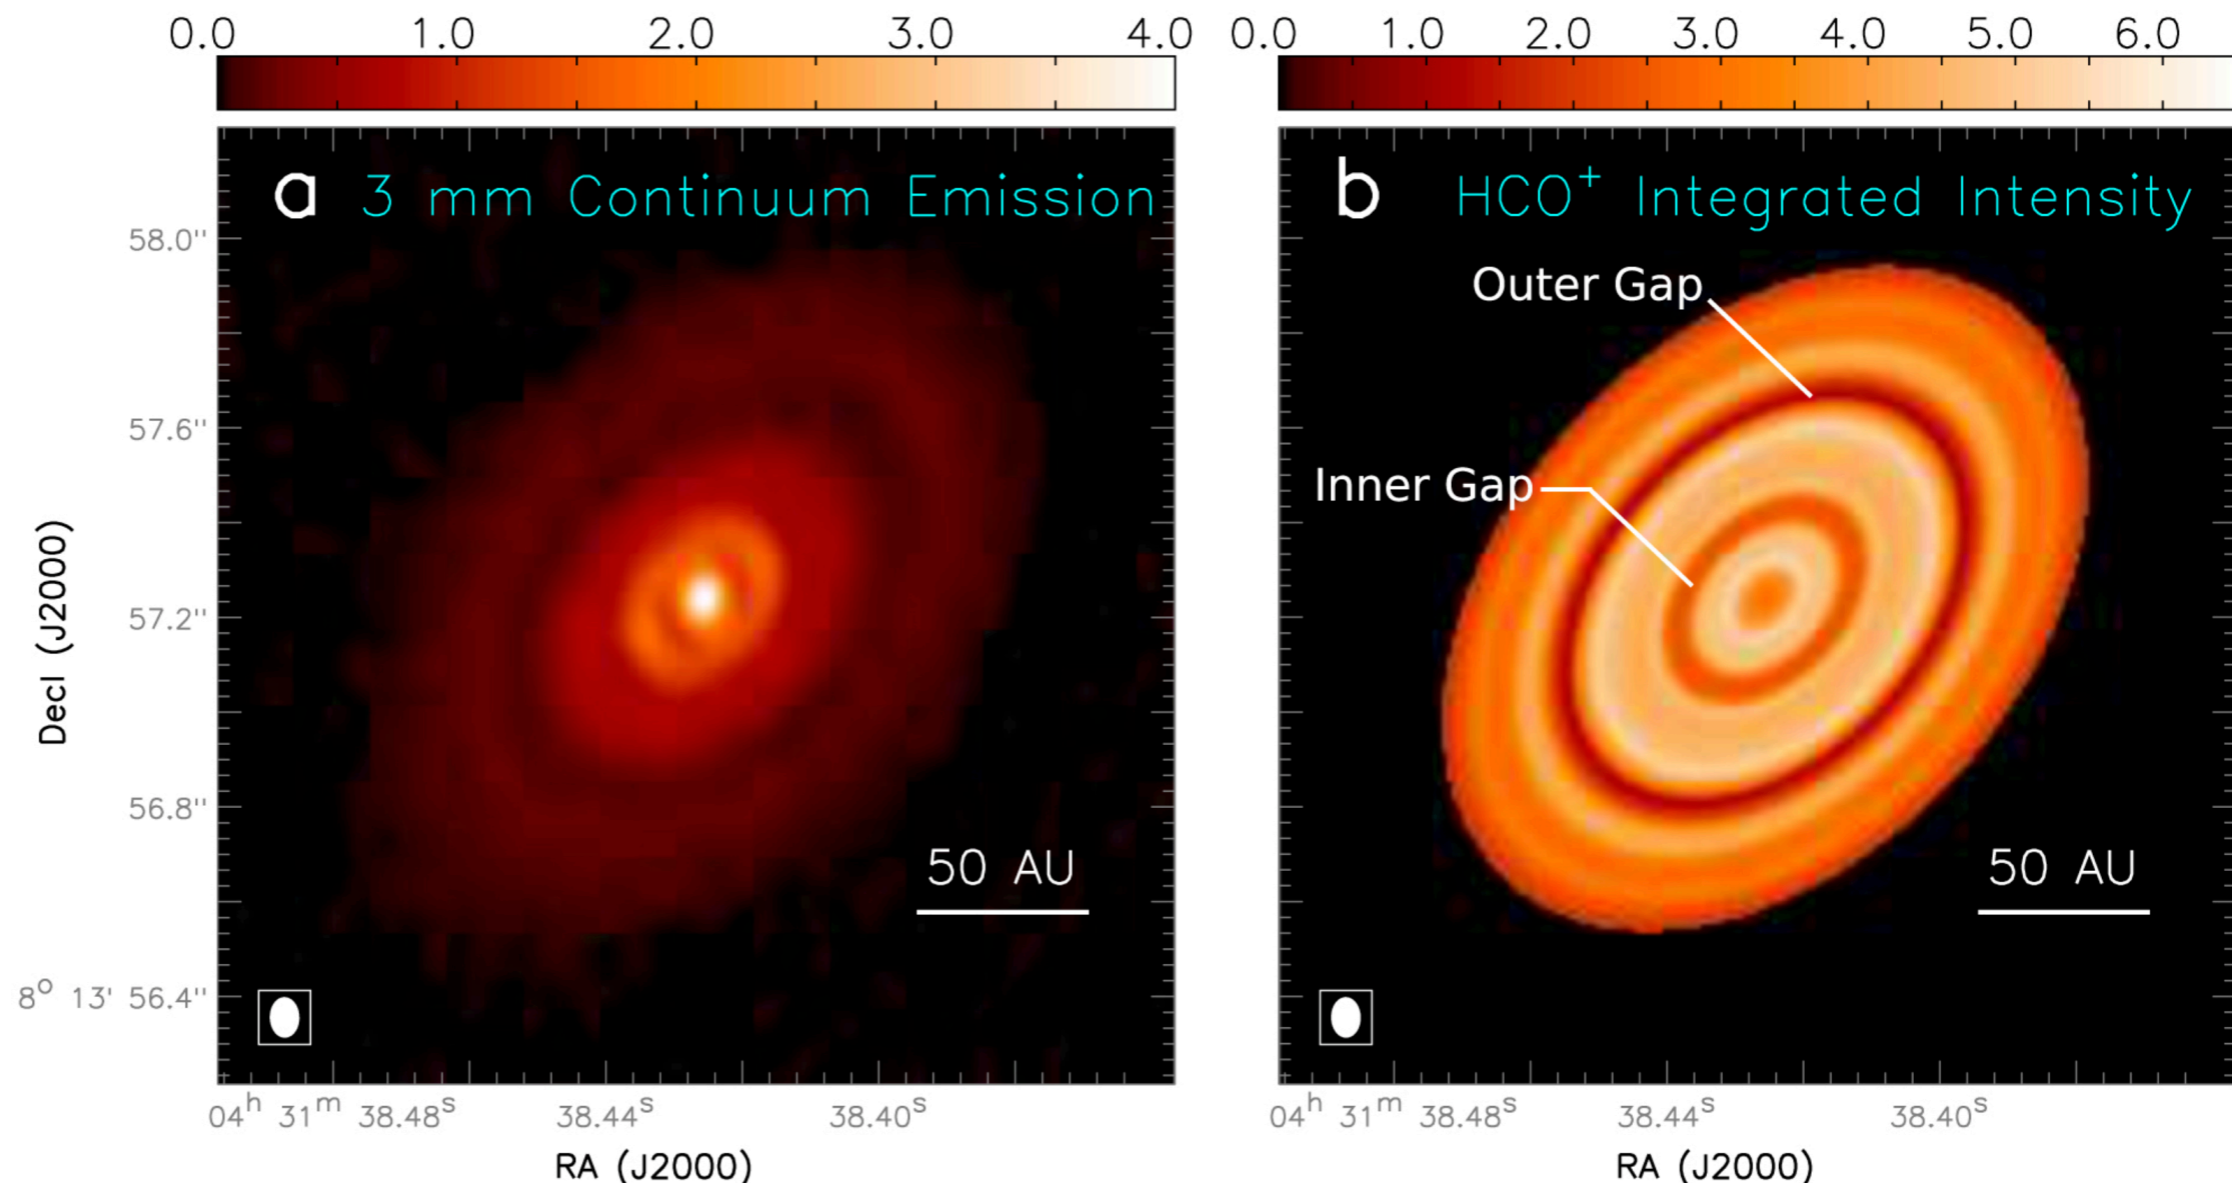 0.0 1.0 2.0 3.0 4.0
0.0 1.0 2.0 3.0 4.0 5.0 6.0
a 3 mm Continuum Emission
b HCO⁺ Integrated Intensity
Outer Gap
Inner Gap
58.0"
57.6"
57.2"
56.8"
8° 13' 56.4"
Decl (J2000)
50 AU
50 AU
04ʰ 31ᵐ 38.48ˢ 38.44ˢ 38.40ˢ
04ʰ 31ᵐ 38.48ˢ 38.44ˢ 38.40ˢ
RA (J2000)
RA (J2000)